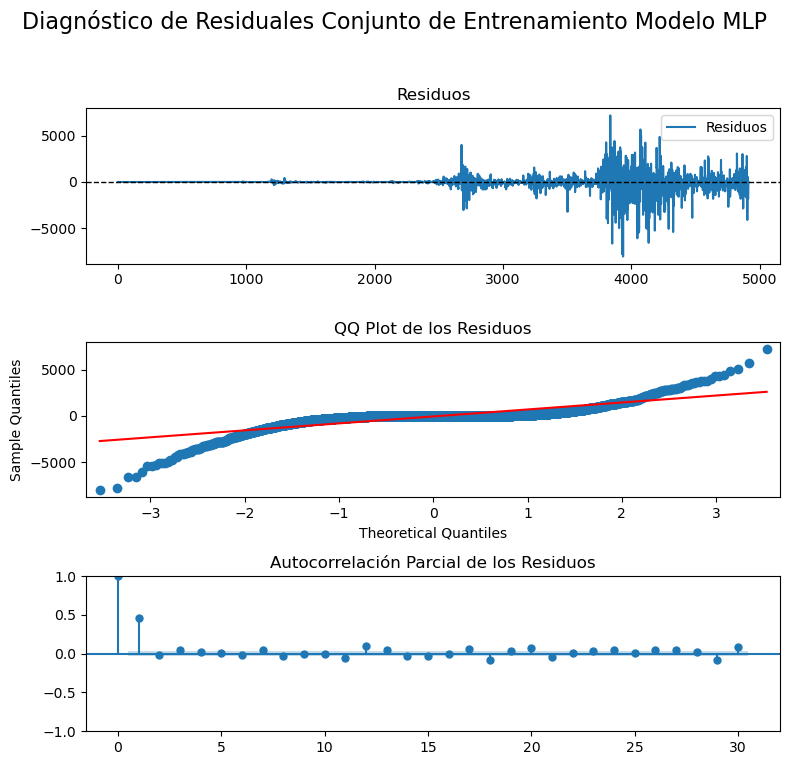 Diagnóstico de Residuales Conjunto de Entrenamiento Modelo MLP
Residuos
5000
0
−5000
Residuos
0 1000 2000 3000 4000 5000
QQ Plot de los Residuos
Sample Quantiles
5000
0
−5000
−3 −2 −1 0 1 2 3
Theoretical Quantiles
Autocorrelación Parcial de los Residuos
1.0
0.5
0.0
−0.5
−1.0
0 5 10 15 20 25 30